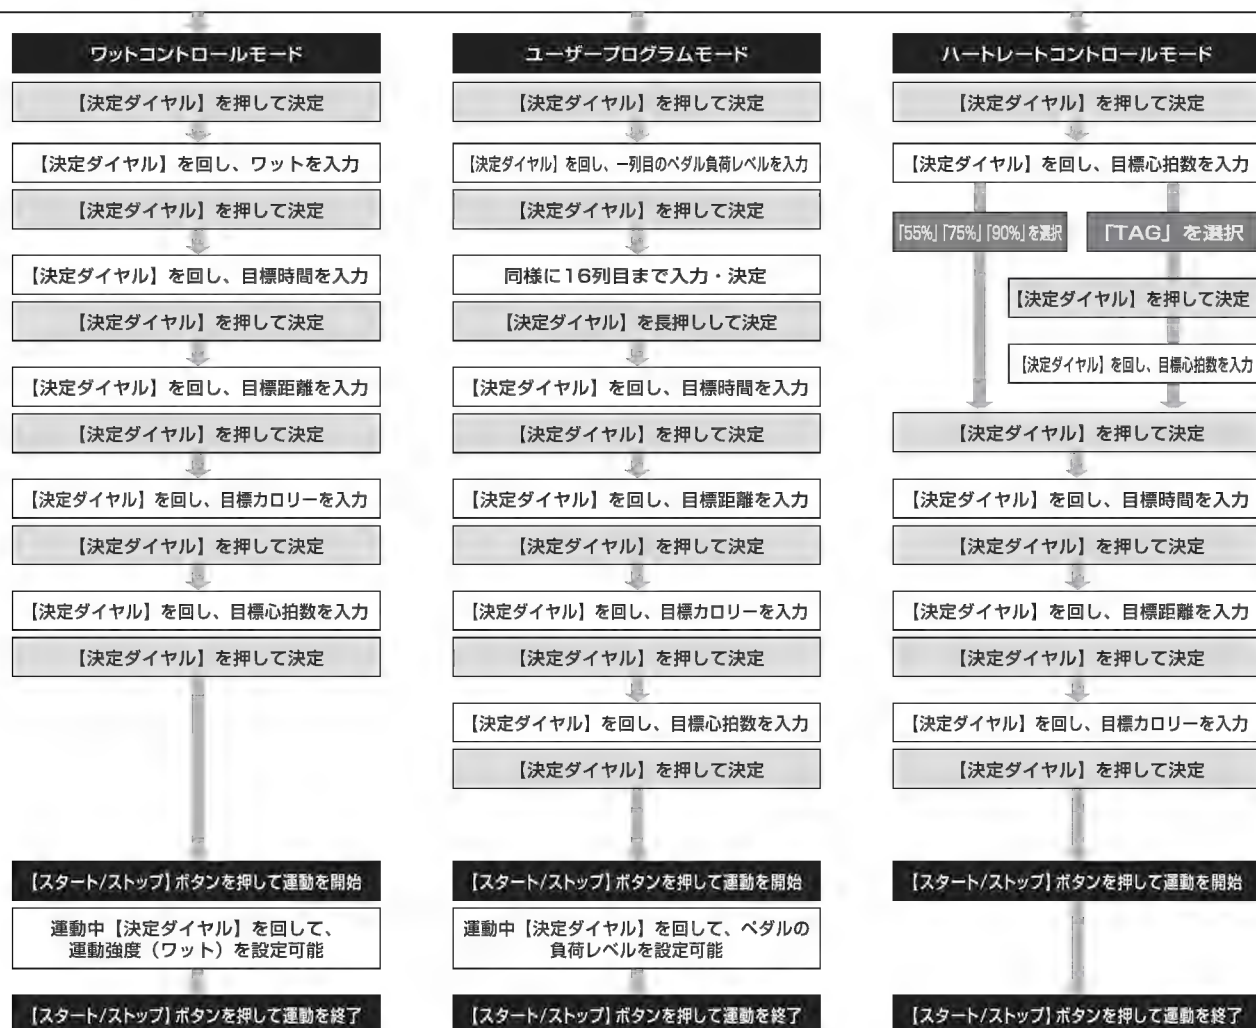 ワットコントロールモード
【決定ダイヤル】を押して決定
【決定ダイヤル】を回し、ワットを入力
【決定ダイヤル】を押して決定
【決定ダイヤル】を回し、目標時間を入力
【決定ダイヤル】を押して決定
【決定ダイヤル】を回し、目標距離を入力
【決定ダイヤル】を押して決定
【決定ダイヤル】を回し、目標カロリーを入力
【決定ダイヤル】を押して決定
【決定ダイヤル】を回し、目標心拍数を入力
【決定ダイヤル】を押して決定
【スタート/ストップ】ボタンを押して運動を開始
運動中【決定ダイヤル】を回して、
運動強度（ワット）を設定可能
【スタート/ストップ】ボタンを押して運動を終了
ユーザープログラムモード
【決定ダイヤル】を押して決定
【決定ダイヤル】を回し、一列目のペダル負荷レベルを入力
【決定ダイヤル】を押して決定
同様に16列目まで入力・決定
【決定ダイヤル】を長押しして決定
【決定ダイヤル】を回し、目標時間を入力
【決定ダイヤル】を押して決定
【決定ダイヤル】を回し、目標距離を入力
【決定ダイヤル】を押して決定
【決定ダイヤル】を回し、目標カロリーを入力
【決定ダイヤル】を押して決定
【決定ダイヤル】を回し、目標心拍数を入力
【決定ダイヤル】を押して決定
【スタート/ストップ】ボタンを押して運動を開始
運動中【決定ダイヤル】を回して、ペダルの
負荷レベルを設定可能
【スタート/ストップ】ボタンを押して運動を終了
ハートレートコントロールモード
【決定ダイヤル】を押して決定
【決定ダイヤル】を回し、目標心拍数を入力
「55%」「75%」「90%」を選択
「TAG」を選択
【決定ダイヤル】を押して決定
【決定ダイヤル】を回し、目標心拍数を入力
【決定ダイヤル】を押して決定
【決定ダイヤル】を回し、目標時間を入力
【決定ダイヤル】を押して決定
【決定ダイヤル】を回し、目標距離を入力
【決定ダイヤル】を押して決定
【決定ダイヤル】を回し、目標カロリーを入力
【決定ダイヤル】を押して決定
【スタート/ストップ】ボタンを押して運動を開始
【スタート/ストップ】ボタンを押して運動を終了